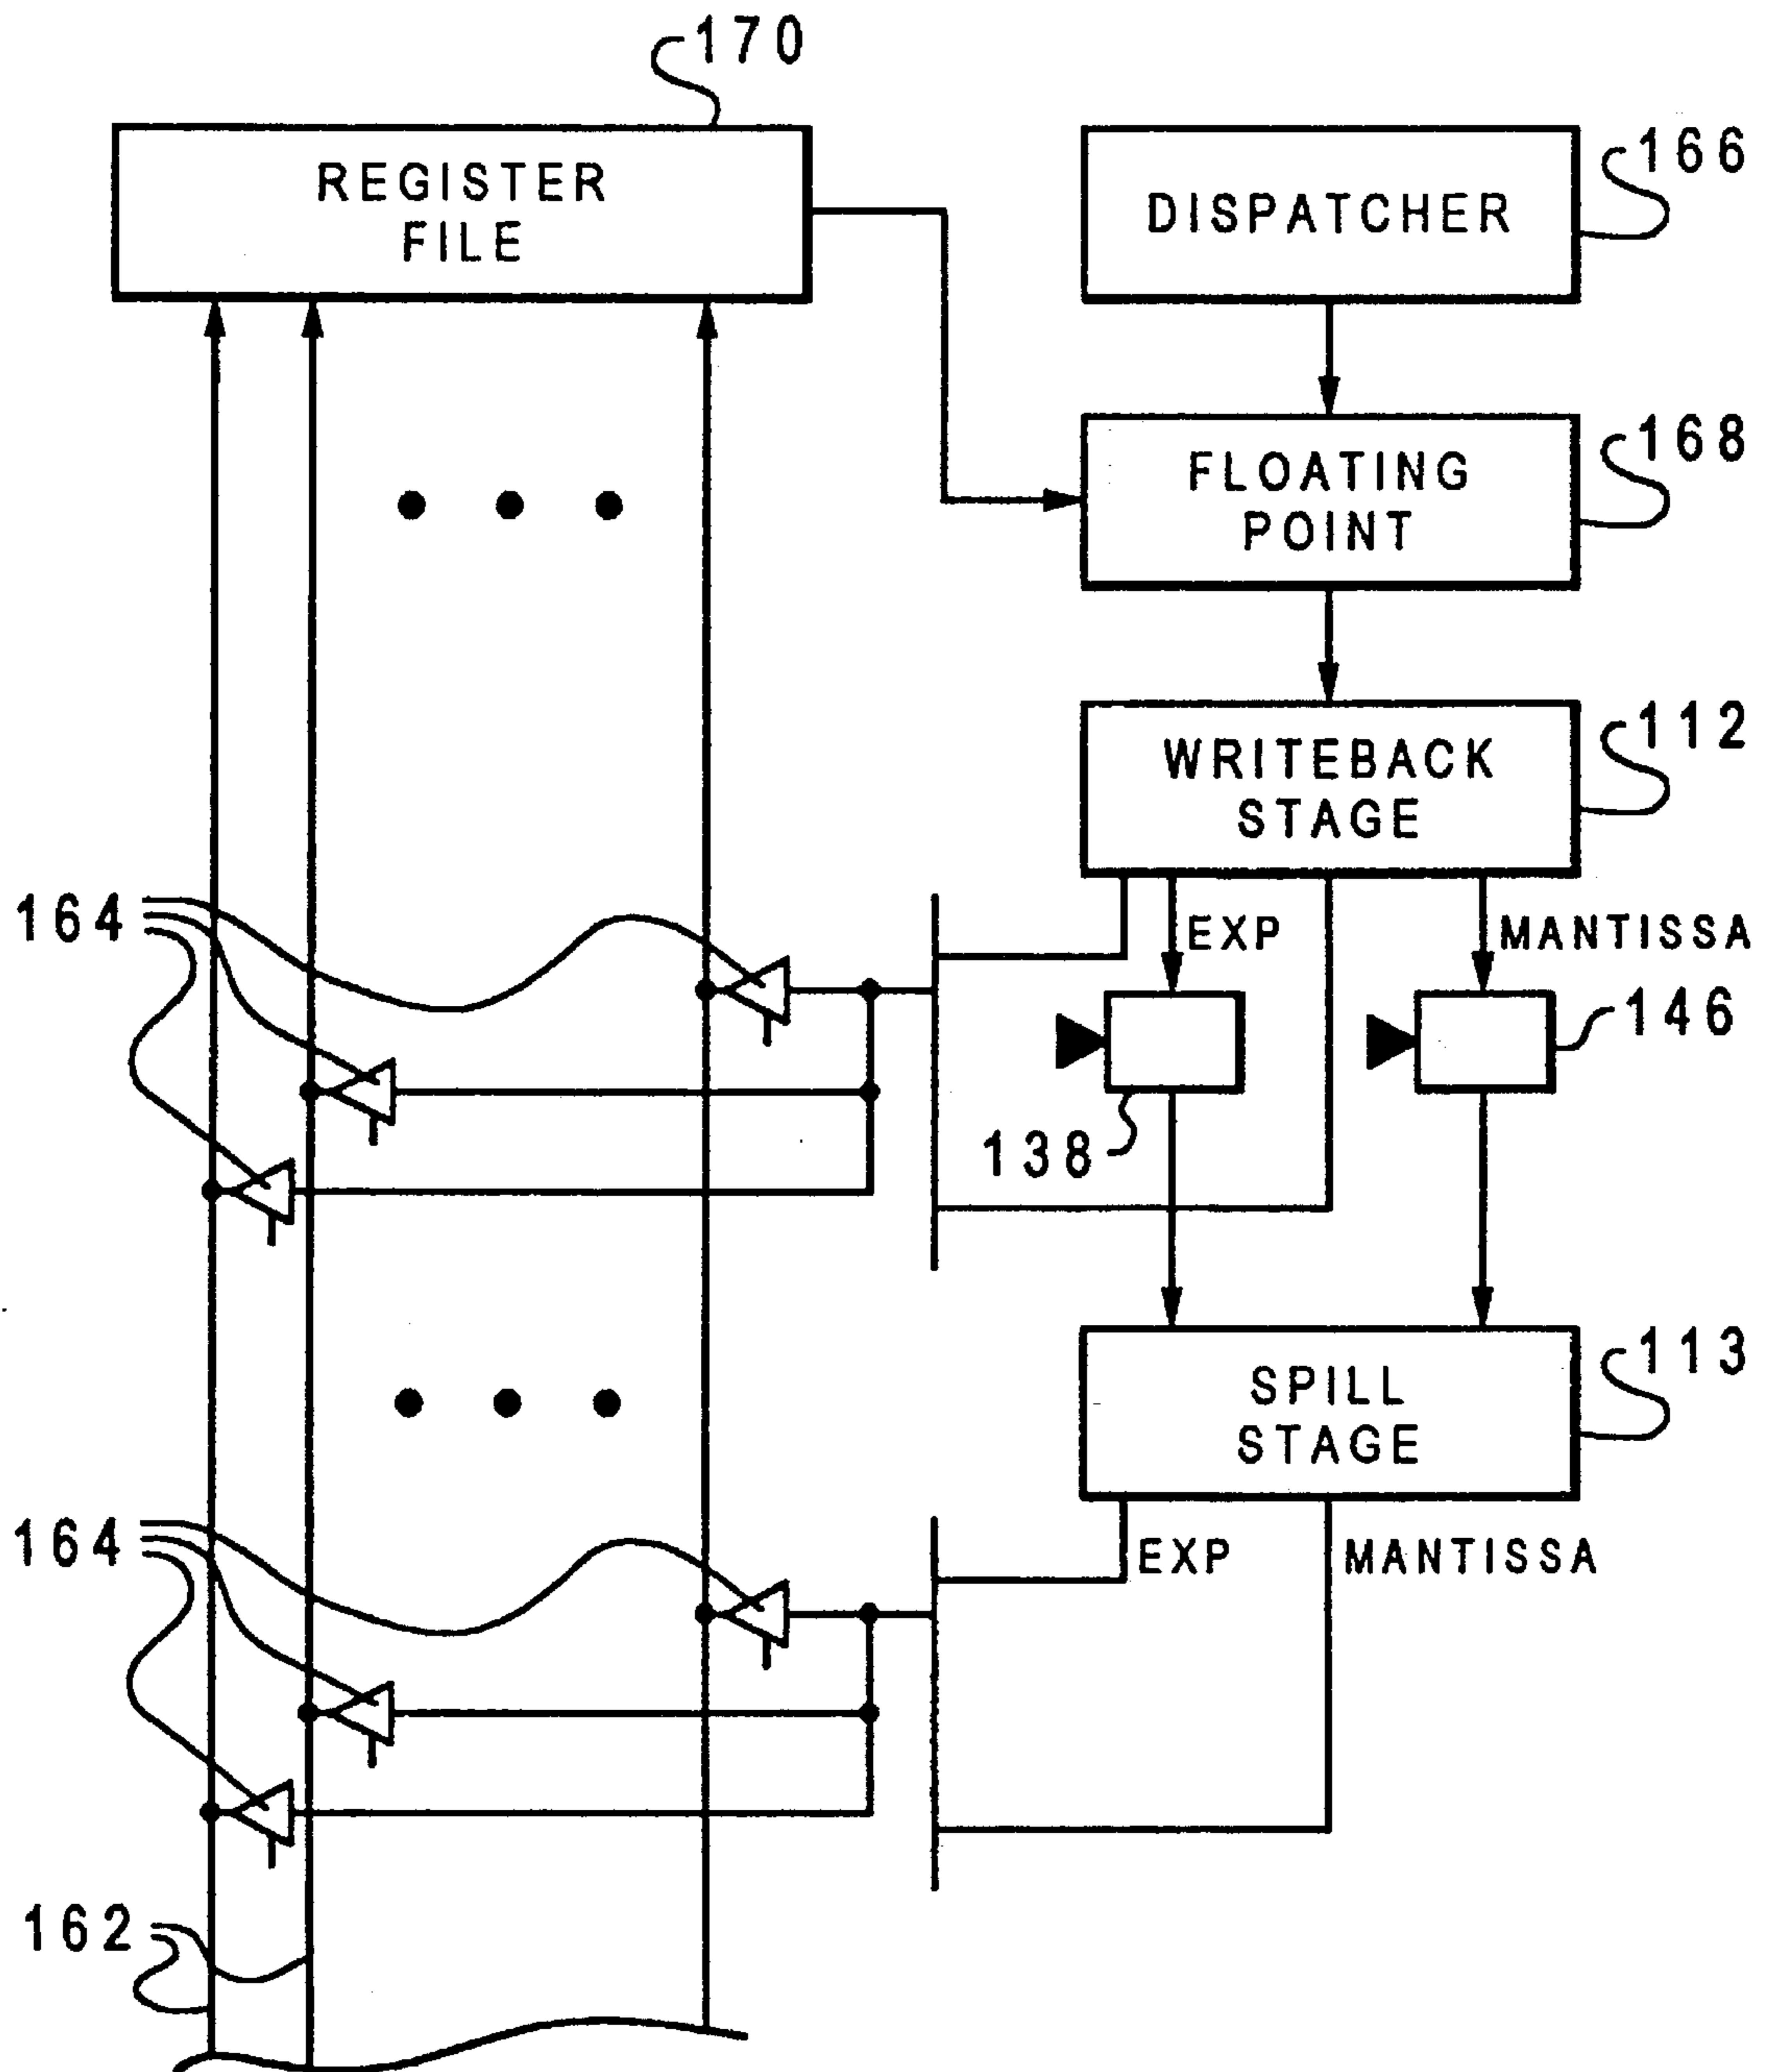 170
REGISTER
FILE
DISPATCHER
166
FLOATING
POINT
168
WRITEBACK
STAGE
112
164
EXP
MANTISSA
146
138
SPILL
STAGE
113
164
EXP
MANTISSA
162